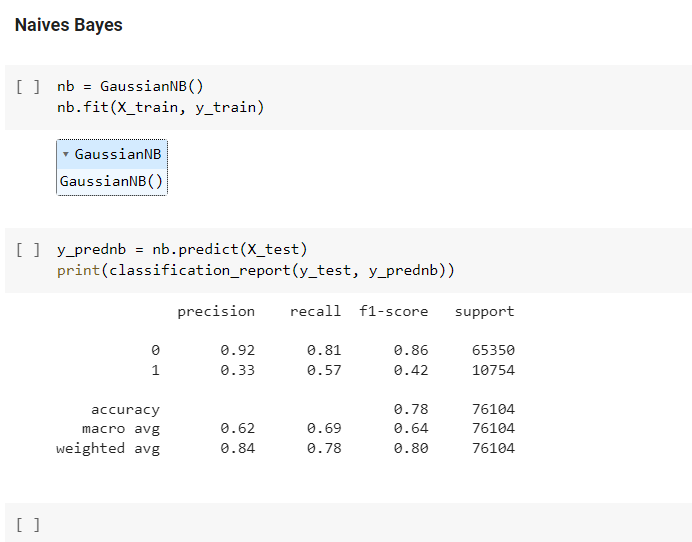 Naives Bayes
[ ] nb = GaussianNB()
nb.fit(X_train, y_train)
▾ GaussianNB
GaussianNB()
[ ] y_prednb = nb.predict(X_test)
print(classification_report(y_test, y_prednb))
precision recall f1-score support
0 0.92 0.81 0.86 65350
1 0.33 0.57 0.42 10754
accuracy 0.78 76104
macro avg 0.62 0.69 0.64 76104
weighted avg 0.84 0.78 0.80 76104
[ ]